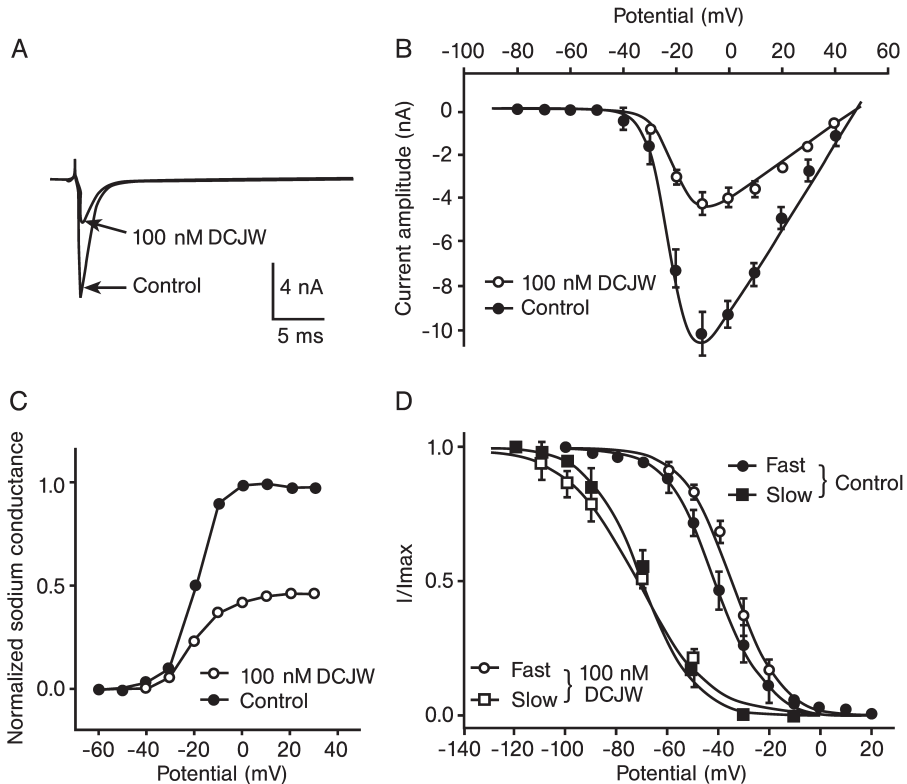 A
100 nM DCJW
Control
4 nA
5 ms
B
Potential (mV)
-100 -80 -60 -40 -20 0 20 40 60
Current amplitude (nA)
0
-2
-4
-6
-8
-10
100 nM DCJW
Control
C
Normalized sodium conductance
1.0
0.5
0.0
100 nM DCJW
Control
-60 -40 -20 0 20 40
Potential (mV)
D
I/Imax
1.0
0.5
0.0
Fast
Slow
} Control
Fast
Slow
} 100 nM
DCJW
-140 -120 -100 -80 -60 -40 -20 0 20
Potential (mV)